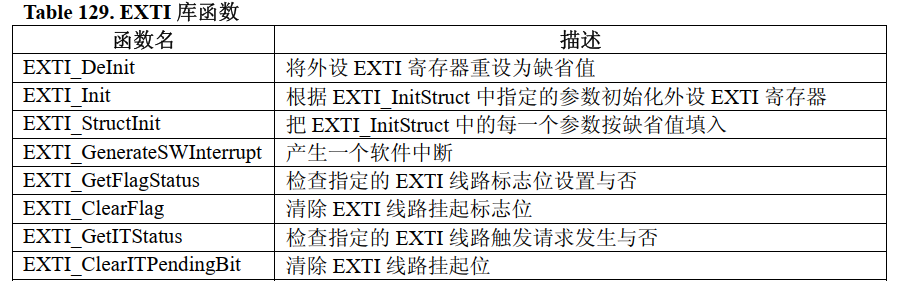 Table 129. EXTI 库函数
函数名 描述
EXTI_DeInit 将外设 EXTI 寄存器重设为缺省值
EXTI_Init 根据 EXTI_InitStruct 中指定的参数初始化外设 EXTI 寄存器
EXTI_StructInit 把 EXTI_InitStruct 中的每一个参数按缺省值填入
EXTI_GenerateSWInterrupt 产生一个软件中断
EXTI_GetFlagStatus 检查指定的 EXTI 线路标志位设置与否
EXTI_ClearFlag 清除 EXTI 线路挂起标志位
EXTI_GetITStatus 检查指定的 EXTI 线路触发请求发生与否
EXTI_ClearITPendingBit 清除 EXTI 线路挂起位